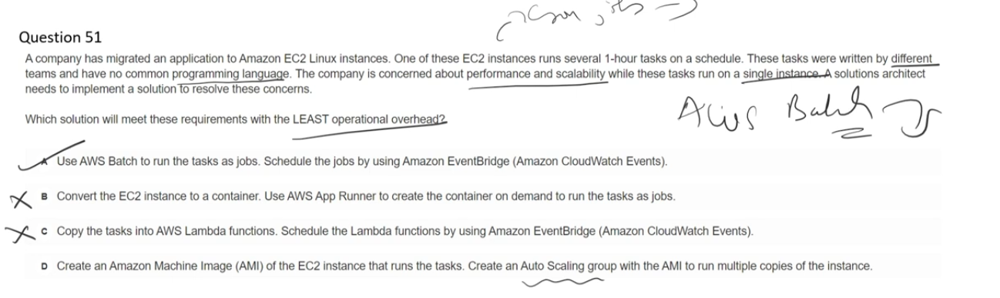 Question 51
A company has migrated an application to Amazon EC2 Linux instances. One of these EC2 instances runs several 1-hour tasks on a schedule. These tasks were written by different
teams and have no common programming language. The company is concerned about performance and scalability while these tasks run on a single instance. A solutions architect
needs to implement a solution to resolve these concerns.
Which solution will meet these requirements with the LEAST operational overhead?
AWS Batch
A Use AWS Batch to run the tasks as jobs. Schedule the jobs by using Amazon EventBridge (Amazon CloudWatch Events).
B Convert the EC2 instance to a container. Use AWS App Runner to create the container on demand to run the tasks as jobs.
C Copy the tasks into AWS Lambda functions. Schedule the Lambda functions by using Amazon EventBridge (Amazon CloudWatch Events).
D Create an Amazon Machine Image (AMI) of the EC2 instance that runs the tasks. Create an Auto Scaling group with the AMI to run multiple copies of the instance.